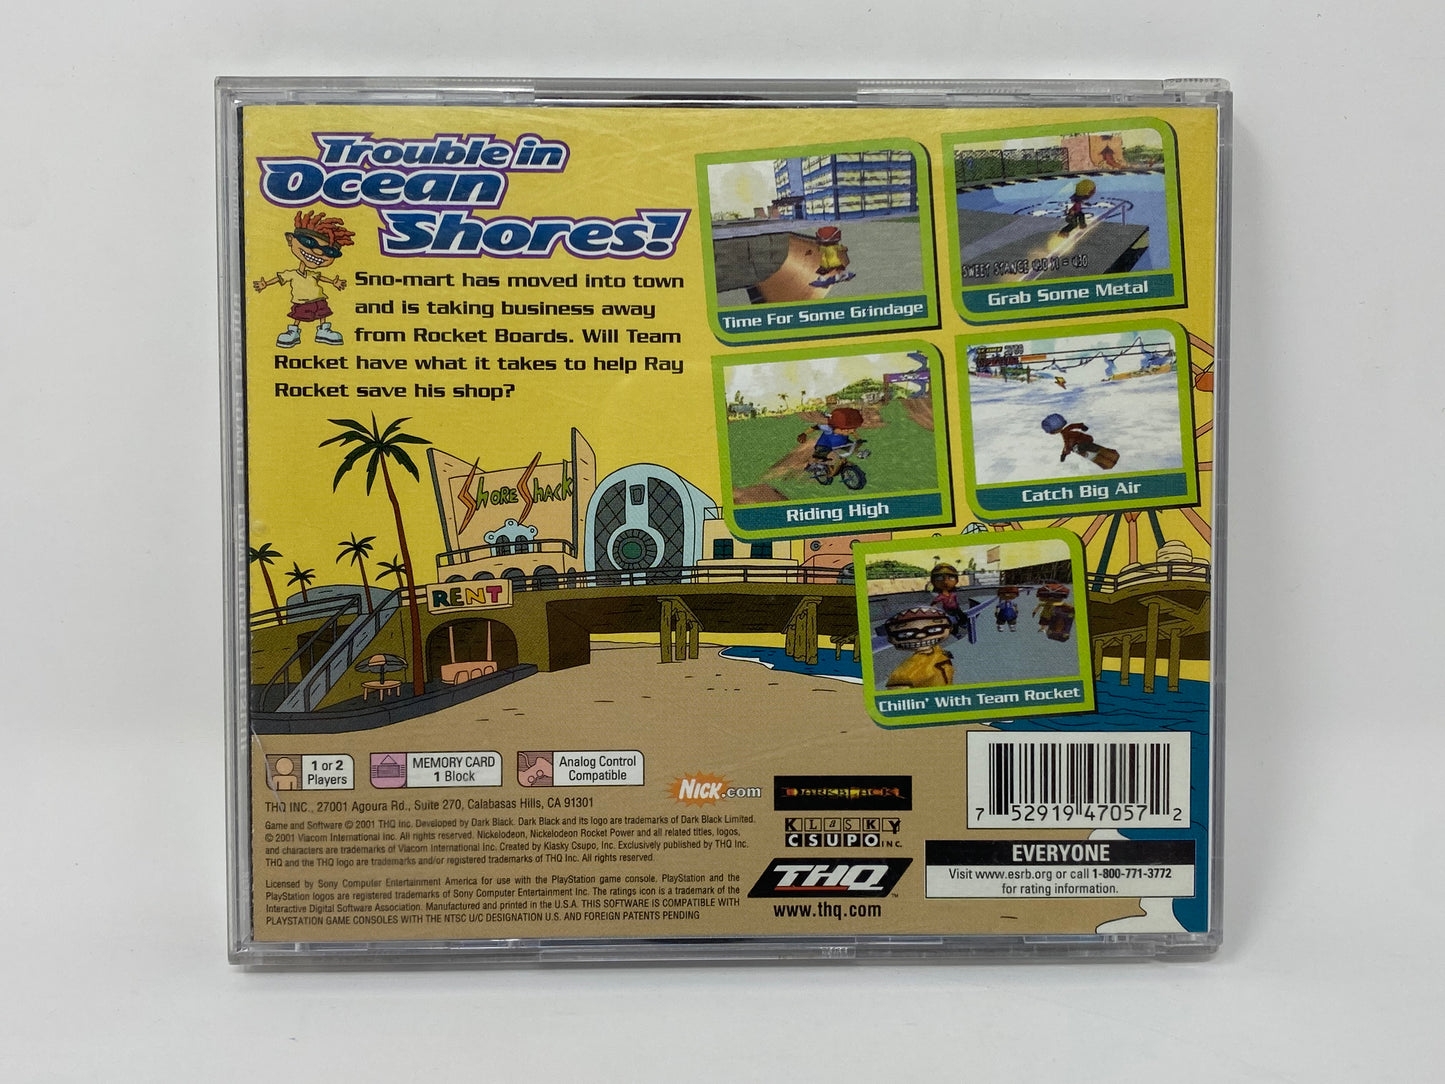 Trouble in
Ocean
Shores!
Sno-mart has moved into town
and is taking business away
from Rocket Boards. Will Team
Rocket have what it takes to help Ray
Rocket save his shop?
Time For Some Grindage
SWEET STANCE
Grab Some Metal
Riding High
Catch Big Air
Chillin' With Team Rocket
Shore Shack
RENT
1 or 2
Players
MEMORY CARD
1 Block
Analog Control
Compatible
NICK.com
DARKBLACK
KLASKY
CSUPO INC.
THQ
www.thq.com
7 52919 47057 2
EVERYONE
Visit www.esrb.org or call 1-800-771-3772
for rating information.
THQ INC., 27001 Agoura Rd., Suite 270, Calabasas Hills, CA 91301
Game and Software © 2001 THQ Inc. Developed by Dark Black. Dark Black and its logo are trademarks of Dark Black Limited.
© 2001 Viacom International Inc. All rights reserved. Nickelodeon, Nickelodeon Rocket Power and all related titles, logos,
and characters are trademarks of Viacom International Inc. Created by Klasky Csupo, Inc. Exclusively published by THQ Inc.
THQ and the THQ logo are trademarks and/or registered trademarks of THQ Inc. All rights reserved.
Licensed by Sony Computer Entertainment America for use with the PlayStation game console. PlayStation and the
PlayStation logos are registered trademarks of Sony Computer Entertainment Inc. The ratings icon is a trademark of the
Interactive Digital Software Association. Manufactured and printed in the U.S.A. THIS SOFTWARE IS COMPATIBLE WITH
PLAYSTATION GAME CONSOLES WITH THE NTSC U/C DESIGNATION U.S. AND FOREIGN PATENTS PENDING